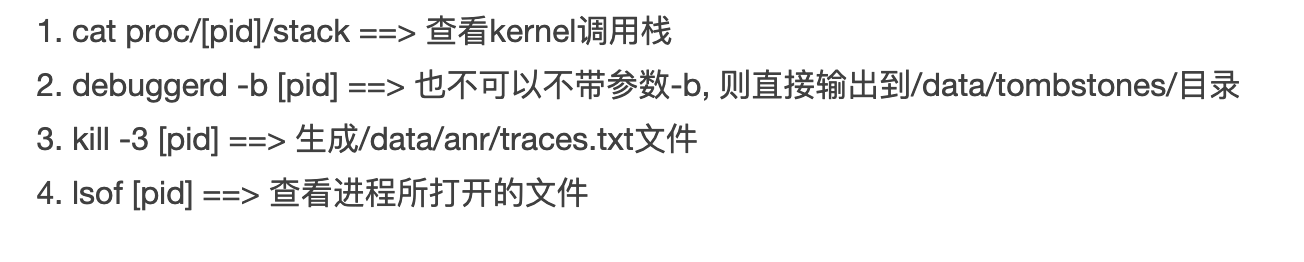 1. cat proc/[pid]/stack ==> 查看kernel调用栈
2. debuggerd -b [pid] ==> 也不可以不带参数-b, 则直接输出到/data/tombstones/目录
3. kill -3 [pid] ==> 生成/data/anr/traces.txt文件
4. lsof [pid] ==> 查看进程所打开的文件